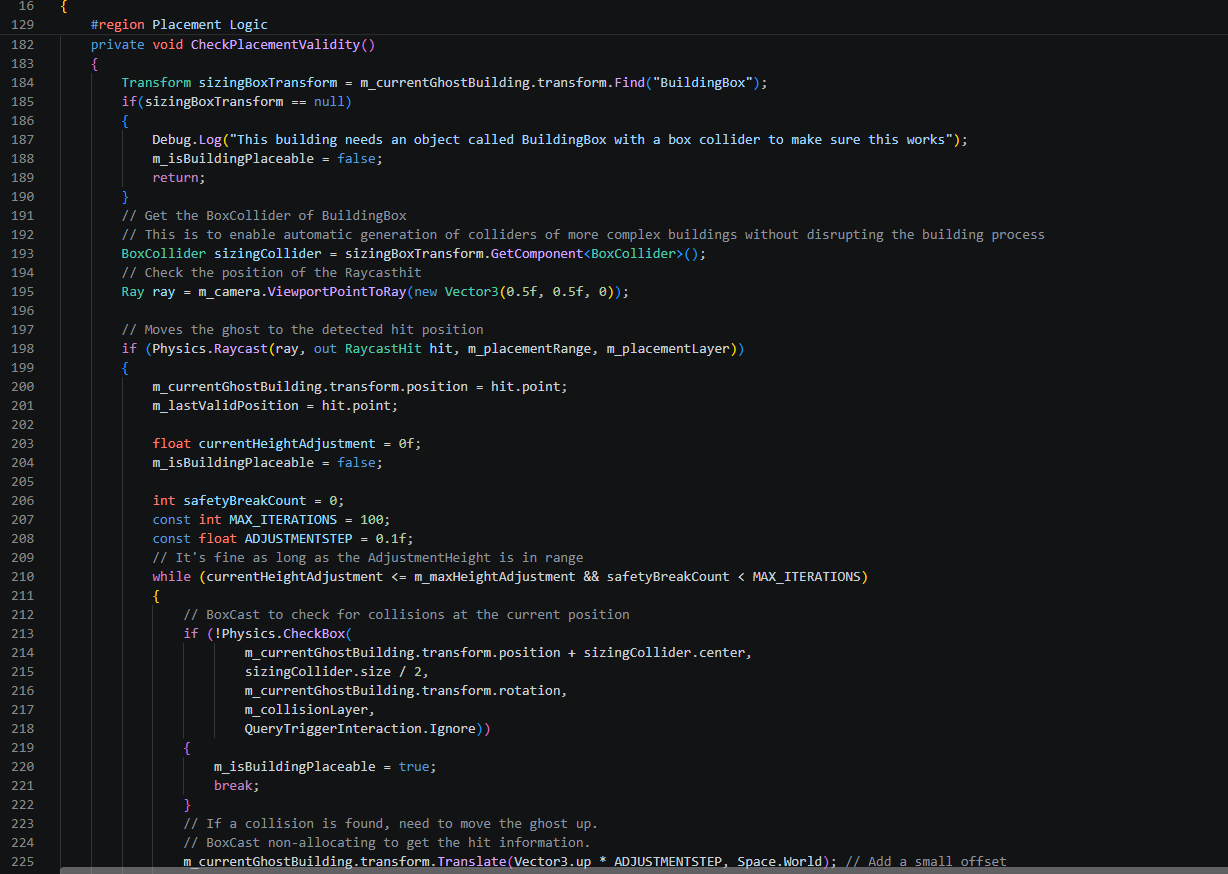 16 {
129 #region Placement Logic
182 private void CheckPlacementValidity()
183 {
184 Transform sizingBoxTransform = m_currentGhostBuilding.transform.Find("BuildingBox");
185 if(sizingBoxTransform == null)
186 {
187 Debug.Log("This building needs an object called BuildingBox with a box collider to make sure this works");
188 m_isBuildingPlaceable = false;
189 return;
190 }
191 // Get the BoxCollider of BuildingBox
192 // This is to enable automatic generation of colliders of more complex buildings without disrupting the building process
193 BoxCollider sizingCollider = sizingBoxTransform.GetComponent<BoxCollider>();
194 // Check the position of the Raycasthit
195 Ray ray = m_camera.ViewportPointToRay(new Vector3(0.5f, 0.5f, 0));
196
197 // Moves the ghost to the detected hit position
198 if (Physics.Raycast(ray, out RaycastHit hit, m_placementRange, m_placementLayer))
199 {
200 m_currentGhostBuilding.transform.position = hit.point;
201 m_lastValidPosition = hit.point;
202
203 float currentHeightAdjustment = 0f;
204 m_isBuildingPlaceable = false;
205
206 int safetyBreakCount = 0;
207 const int MAX_ITERATIONS = 100;
208 const float ADJUSTMENTSTEP = 0.1f;
209 // It's fine as long as the AdjustmentHeight is in range
210 while (currentHeightAdjustment <= m_maxHeightAdjustment && safetyBreakCount < MAX_ITERATIONS)
211 {
212 // BoxCast to check for collisions at the current position
213 if (!Physics.CheckBox(
214 m_currentGhostBuilding.transform.position + sizingCollider.center,
215 sizingCollider.size / 2,
216 m_currentGhostBuilding.transform.rotation,
217 m_collisionLayer,
218 QueryTriggerInteraction.Ignore))
219 {
220 m_isBuildingPlaceable = true;
221 break;
222 }
223 // If a collision is found, need to move the ghost up.
224 // BoxCast non-allocating to get the hit information.
225 m_currentGhostBuilding.transform.Translate(Vector3.up * ADJUSTMENTSTEP, Space.World); // Add a small offset